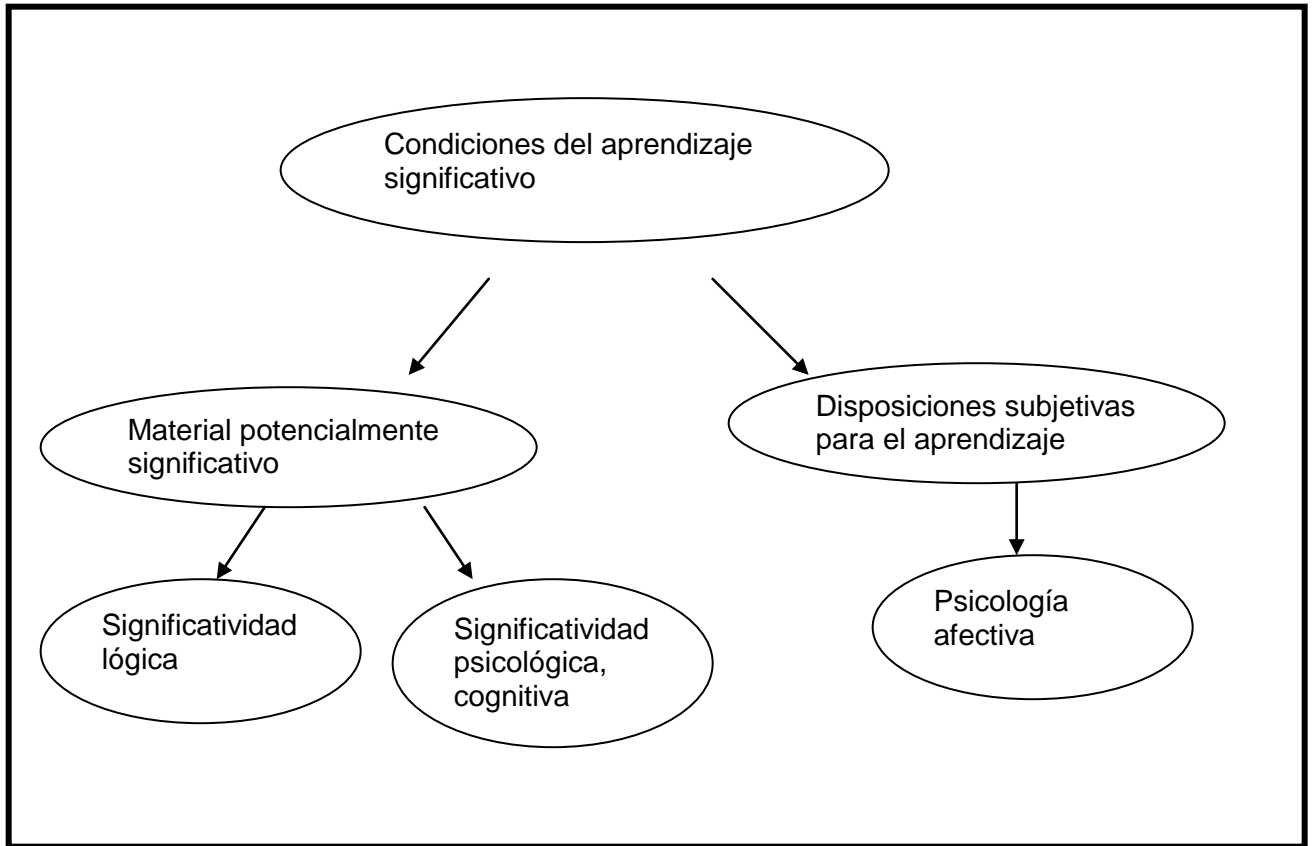 Condiciones del aprendizaje
significativo
Material potencialmente
significativo
Disposiciones subjetivas
para el aprendizaje
Significatividad
lógica
Significatividad
psicológica,
cognitiva
Psicología
afectiva